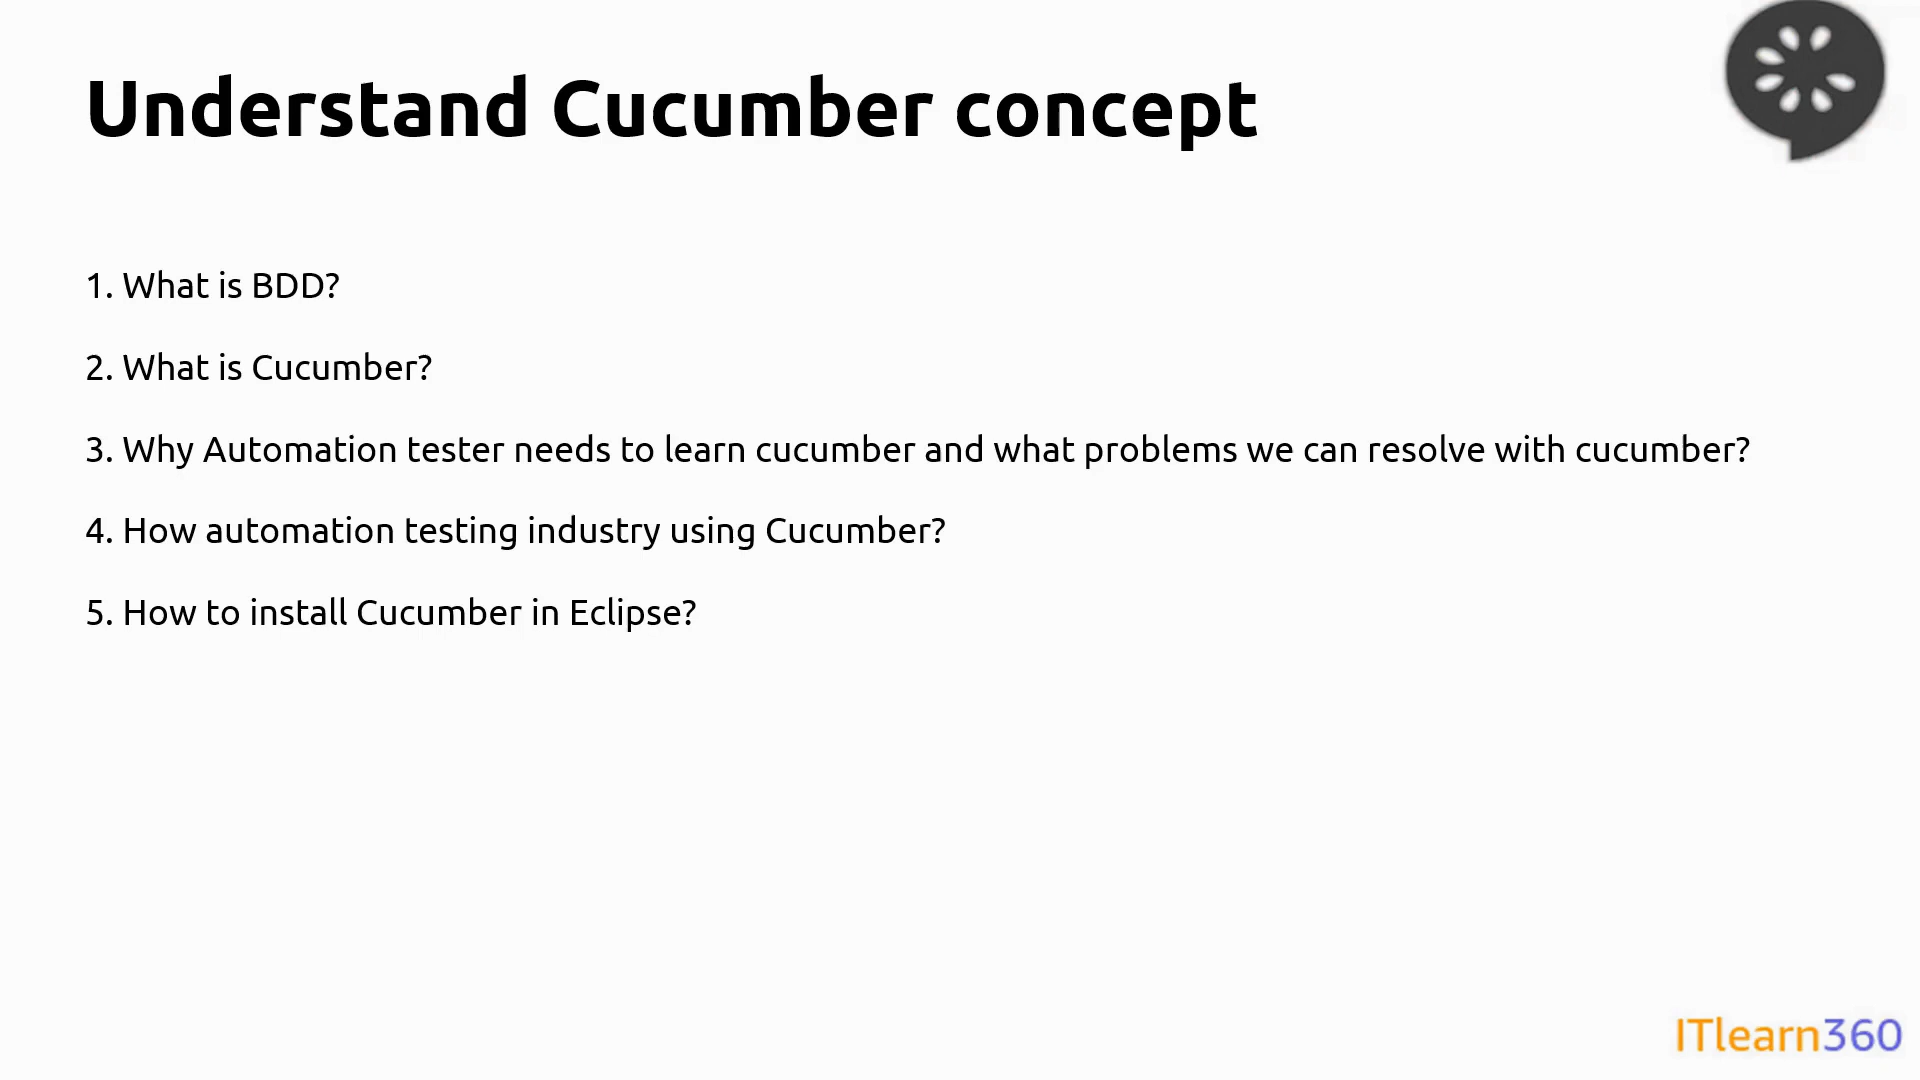 Understand Cucumber concept
1. What is BDD?
2. What is Cucumber?
3. Why Automation tester needs to learn cucumber and what problems we can resolve with cucumber?
4. How automation testing industry using Cucumber?
5. How to install Cucumber in Eclipse?
ITlearn360